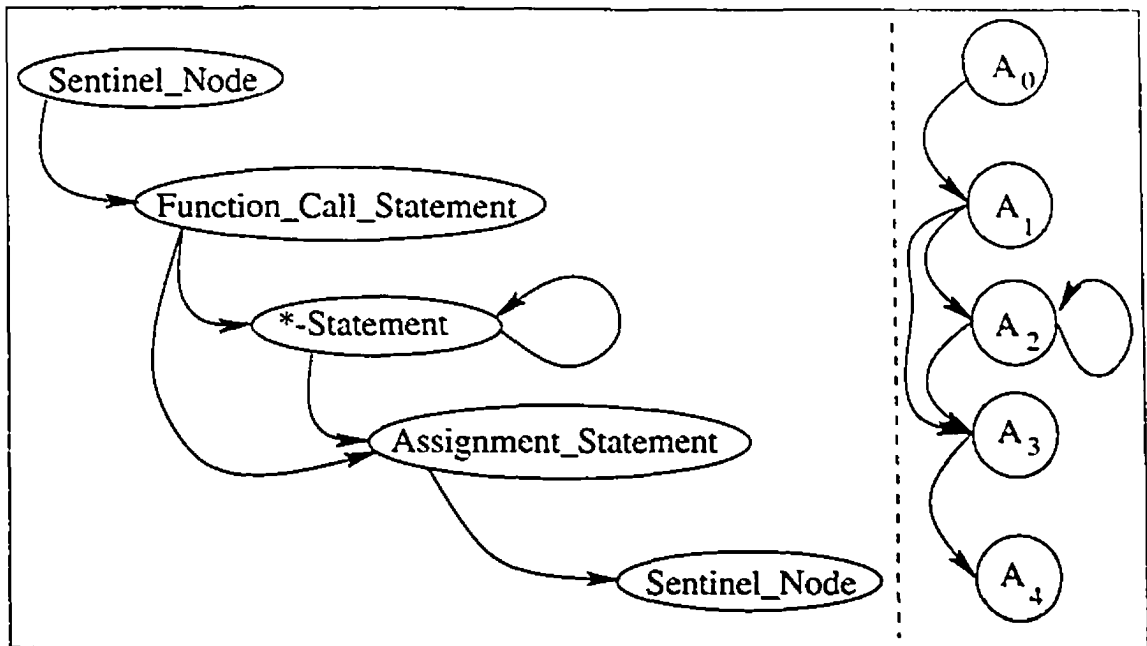 Sentinel_Node
Function_Call_Statement
*-Statement
Assignment_Statement
Sentinel_Node
A0
A1
A2
A3
A4